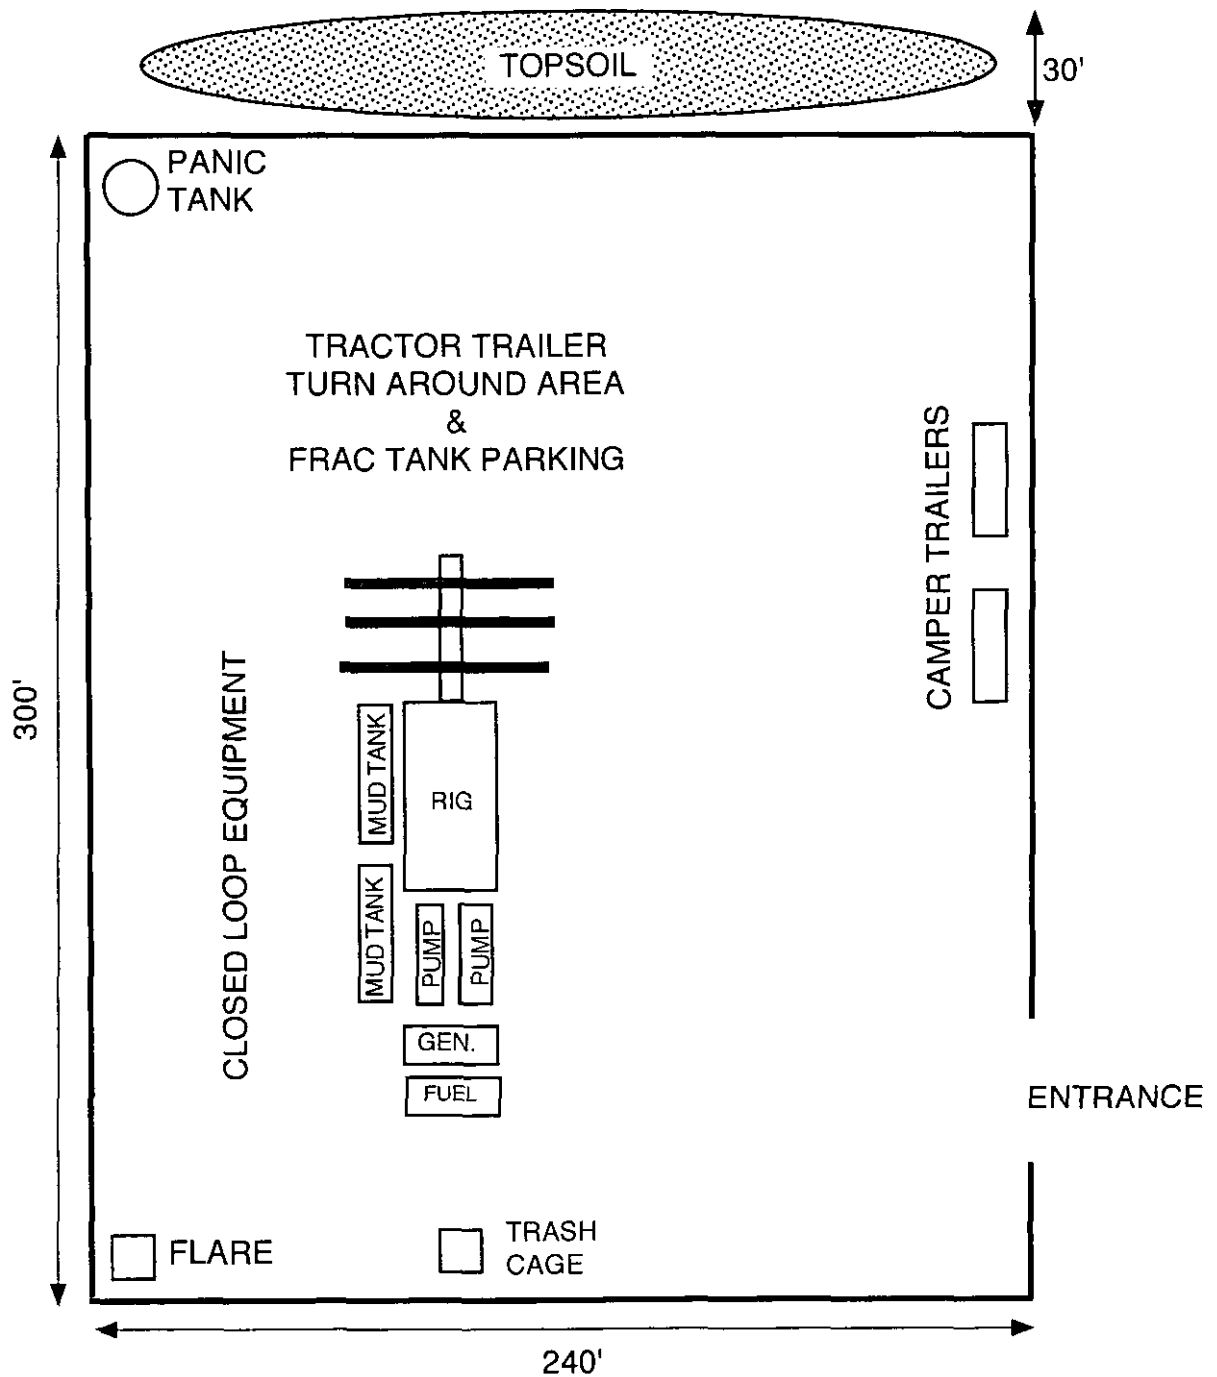 TOPSOIL
30'
PANIC
TANK
TRACTOR TRAILER
TURN AROUND AREA
&
FRAC TANK PARKING
CAMPER TRAILERS
300'
CLOSED LOOP EQUIPMENT
MUD TANK
RIG
MUD TANK
PUMP
PUMP
GEN.
FUEL
ENTRANCE
FLARE
TRASH
CAGE
240'